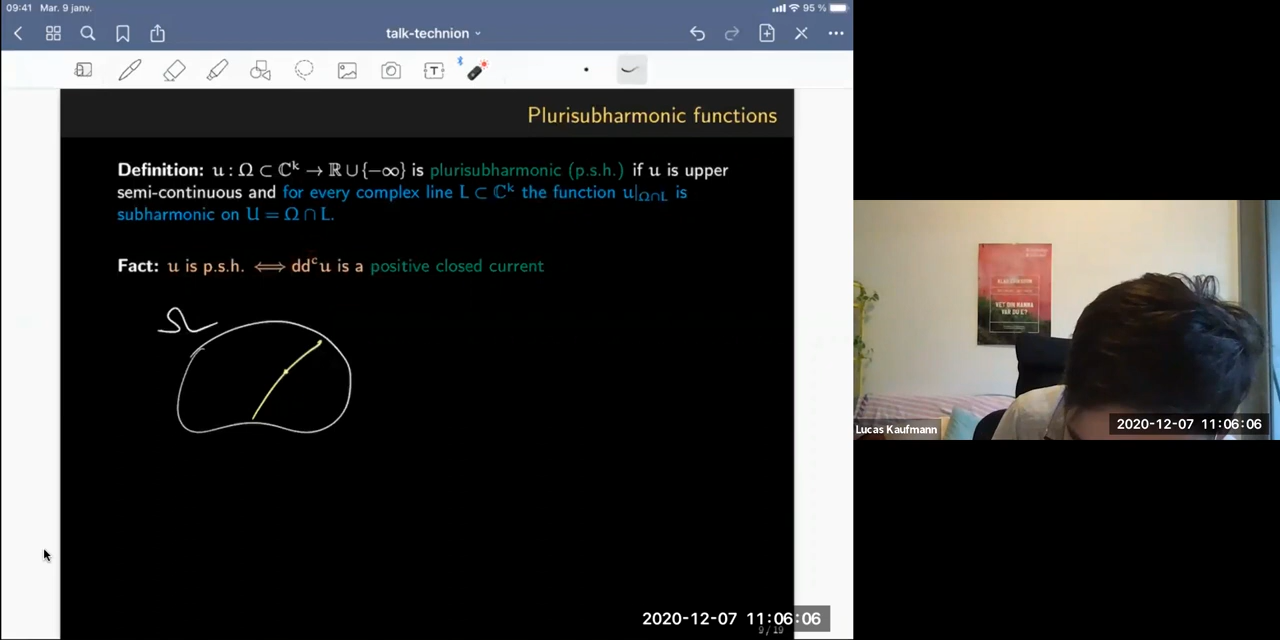 09:41 Mar. 9 janv.
95 %
talk-technion
T
Plurisubharmonic functions
Definition: u : Ω ⊂ ℂᵏ → ℝ ∪ {−∞} is plurisubharmonic (p.s.h.) if u is upper
semi-continuous and for every complex line L ⊂ ℂᵏ the function u|Ω∩L is
subharmonic on U = Ω ∩ L.
Fact: u is p.s.h. ⟺ ddᶜu is a positive closed current
Ω
2020-12-07 11:06:06
9 / 19
Lucas Kaufmann
2020-12-07 11:06:06